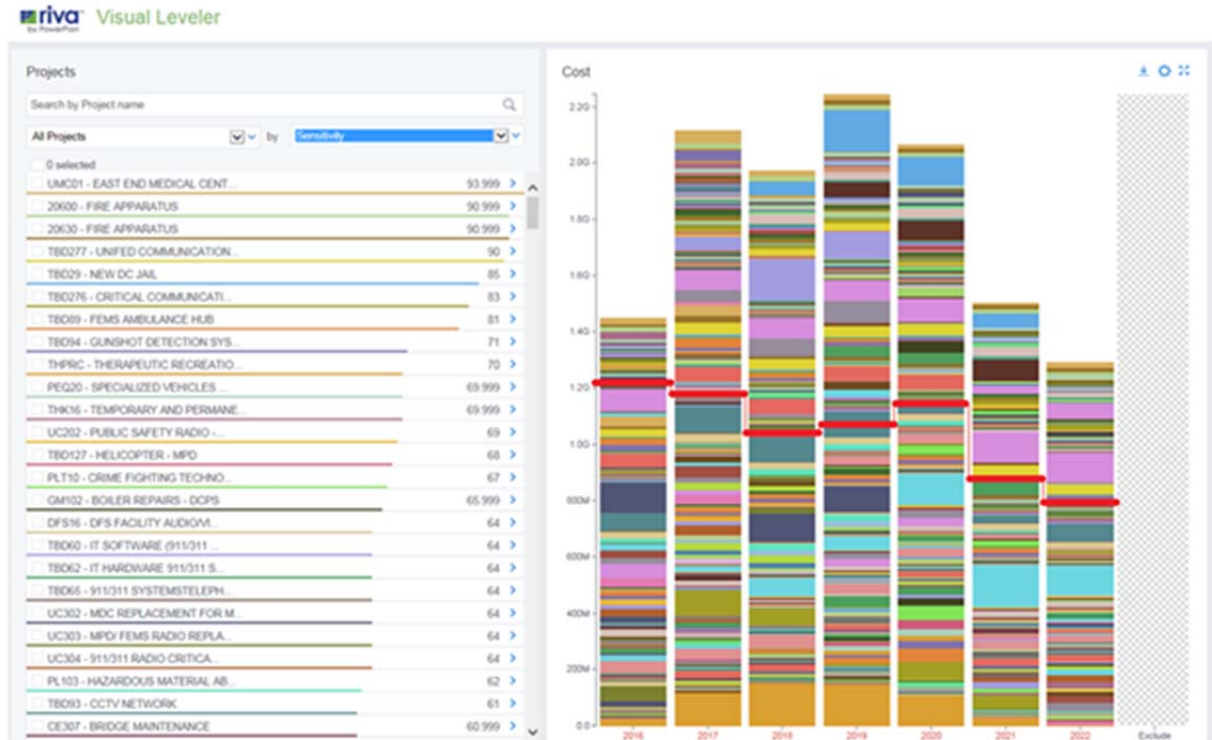 riva Visual Leveler
by PowerPlan
Projects
Search by Project name
All Projects by Sensitivity
0 selected
UMC01 - EAST END MEDICAL CENT... 93.999
20600 - FIRE APPARATUS 90.999
20630 - FIRE APPARATUS 90.999
TBD277 - UNIFED COMMUNICATION... 90
TBD29 - NEW DC JAIL 85
TBD276 - CRITICAL COMMUNICATI... 83
TBD89 - FEMS AMBULANCE HUB 81
TBD94 - GUNSHOT DETECTION SYS... 71
THPRC - THERAPEUTIC RECREATIO... 70
PEQ20 - SPECIALIZED VEHICLES ... 69.999
THK16 - TEMPORARY AND PERMANE... 69.999
UC202 - PUBLIC SAFETY RADIO -... 69
TBD127 - HELICOPTER - MPD 68
PLT10 - CRIME FIGHTING TECHNO... 67
GM102 - BOILER REPAIRS - DCPS 65.999
DFS16 - DFS FACILITY AUDIO/VI... 64
TBD60 - IT SOFTWARE (911/311 ... 64
TBD62 - IT HARDWARE 911/311 S... 64
TBD65 - 911/311 SYSTEMSTELEPH... 64
UC302 - MDC REPLACEMENT FOR M... 64
UC303 - MPD/ FEMS RADIO REPLA... 64
UC304 - 911/311 RADIO CRITICA... 64
PL103 - HAZARDOUS MATERIAL AB... 62
TBD93 - CCTV NETWORK 61
CE307 - BRIDGE MAINTENANCE 60.999
Cost
2.2G
2.0G
1.8G
1.6G
1.4G
1.2G
1.0G
800M
600M
400M
200M
0.0
2016 2017 2018 2019 2020 2021 2022 Exclude